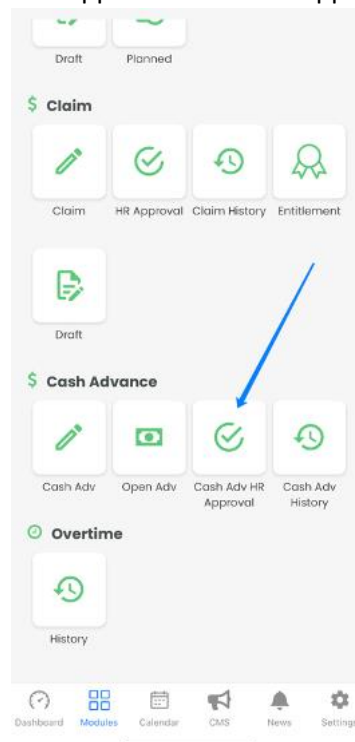 Draft Planned
$ Claim
Claim HR Approval Claim History Entitlement
Draft
$ Cash Advance
Cash Adv Open Adv Cash Adv HR Approval Cash Adv History
Overtime
History
Dashboard Modules Calendar CMS News Settings